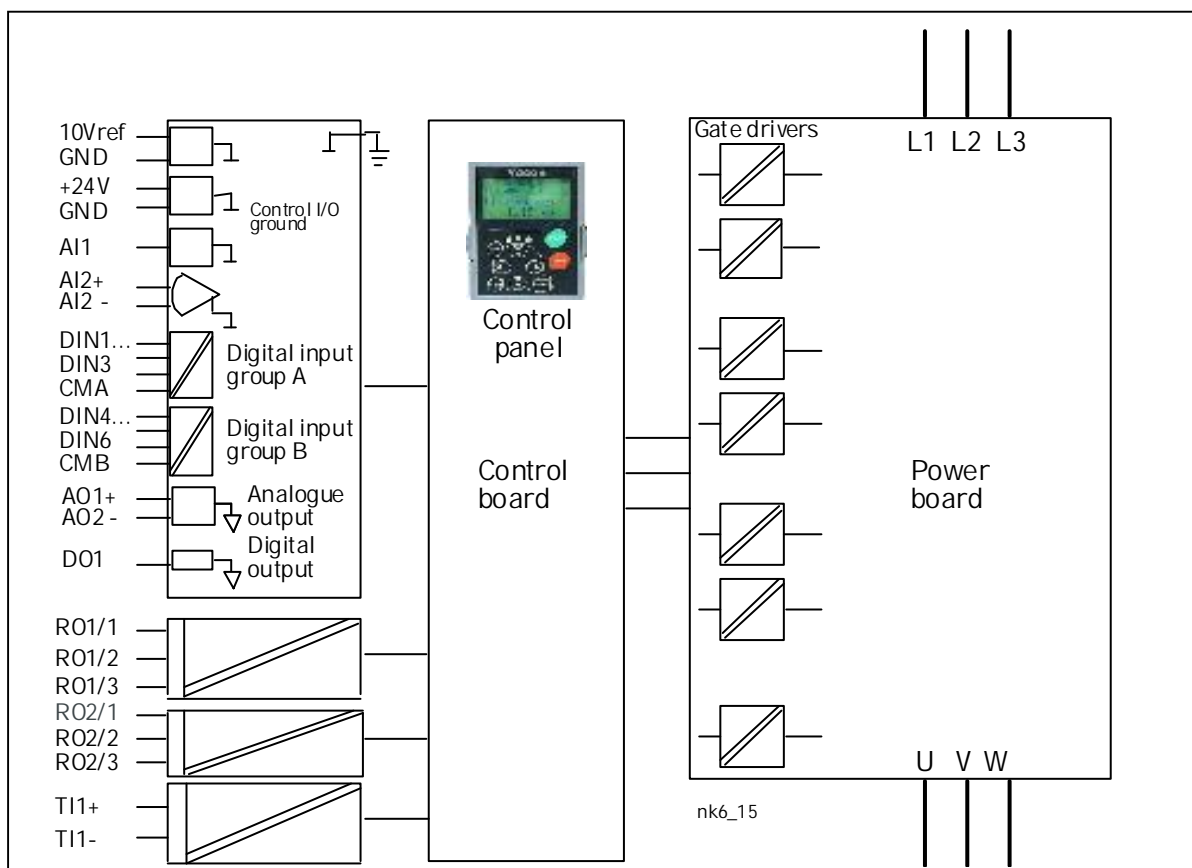 10Vref
GND
+24V
GND
AI1
AI2+
AI2 -
DIN1...
DIN3
CMA
DIN4...
DIN6
CMB
AO1+
AO2 -
DO1
RO1/1
RO1/2
RO1/3
RO2/1
RO2/2
RO2/3
TI1+
TI1-
Control I/O
ground
Digital input
group A
Digital input
group B
Analogue
output
Digital
output
Control
panel
Control
board
Gate drivers
L1 L2 L3
Power
board
U V W
nk6_15